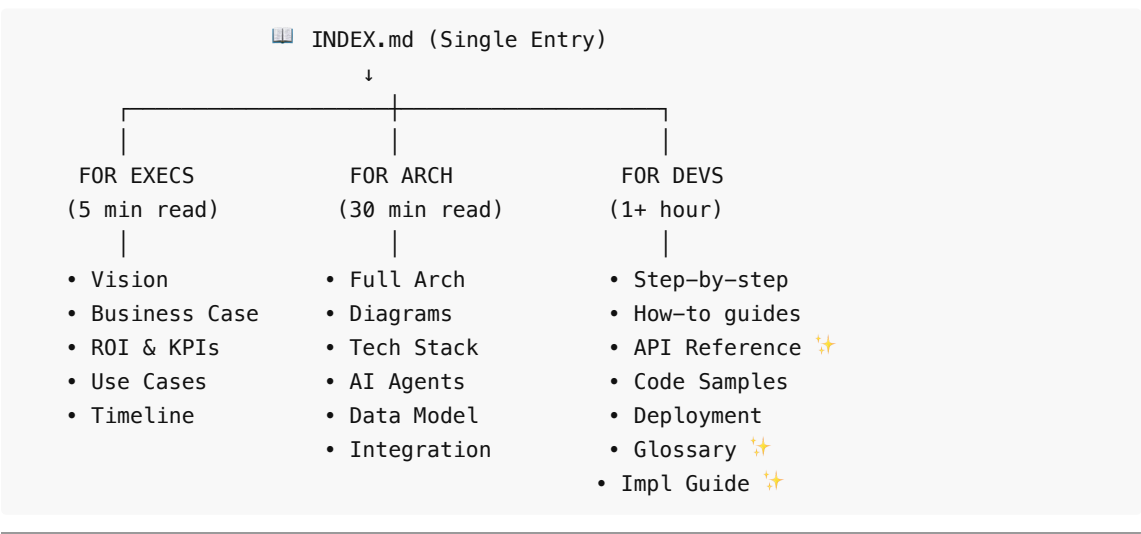 📖 INDEX.md (Single Entry)
↓
FOR EXECS FOR ARCH FOR DEVS
(5 min read) (30 min read) (1+ hour)
• Vision • Full Arch • Step-by-step
• Business Case • Diagrams • How-to guides
• ROI & KPIs • Tech Stack • API Reference ✨
• Use Cases • AI Agents • Code Samples
• Timeline • Data Model • Deployment
• Integration • Glossary ✨
• Impl Guide ✨